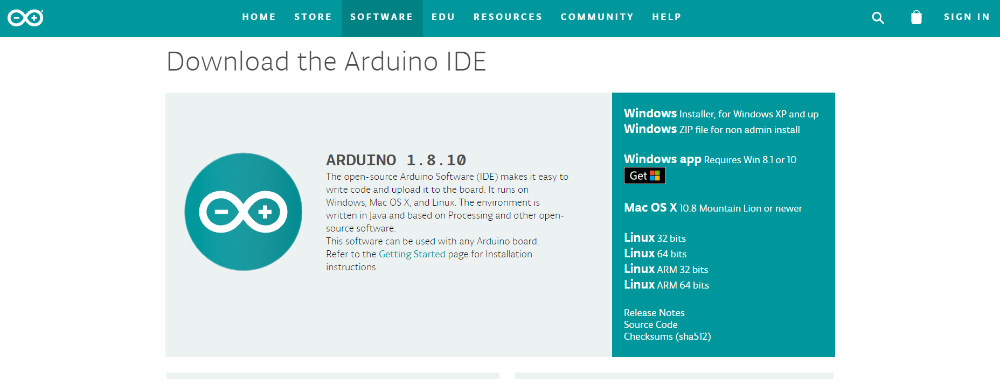 HOME STORE SOFTWARE EDU RESOURCES COMMUNITY HELP SIGN IN
Download the Arduino IDE
ARDUINO 1.8.10
The open-source Arduino Software (IDE) makes it easy to
write code and upload it to the board. It runs on
Windows, Mac OS X, and Linux. The environment is
written in Java and based on Processing and other open-
source software.
This software can be used with any Arduino board.
Refer to the Getting Started page for Installation
instructions.
Windows Installer, for Windows XP and up
Windows ZIP file for non admin install
Windows app Requires Win 8.1 or 10
Get
Mac OS X 10.8 Mountain Lion or newer
Linux 32 bits
Linux 64 bits
Linux ARM 32 bits
Linux ARM 64 bits
Release Notes
Source Code
Checksums (sha512)